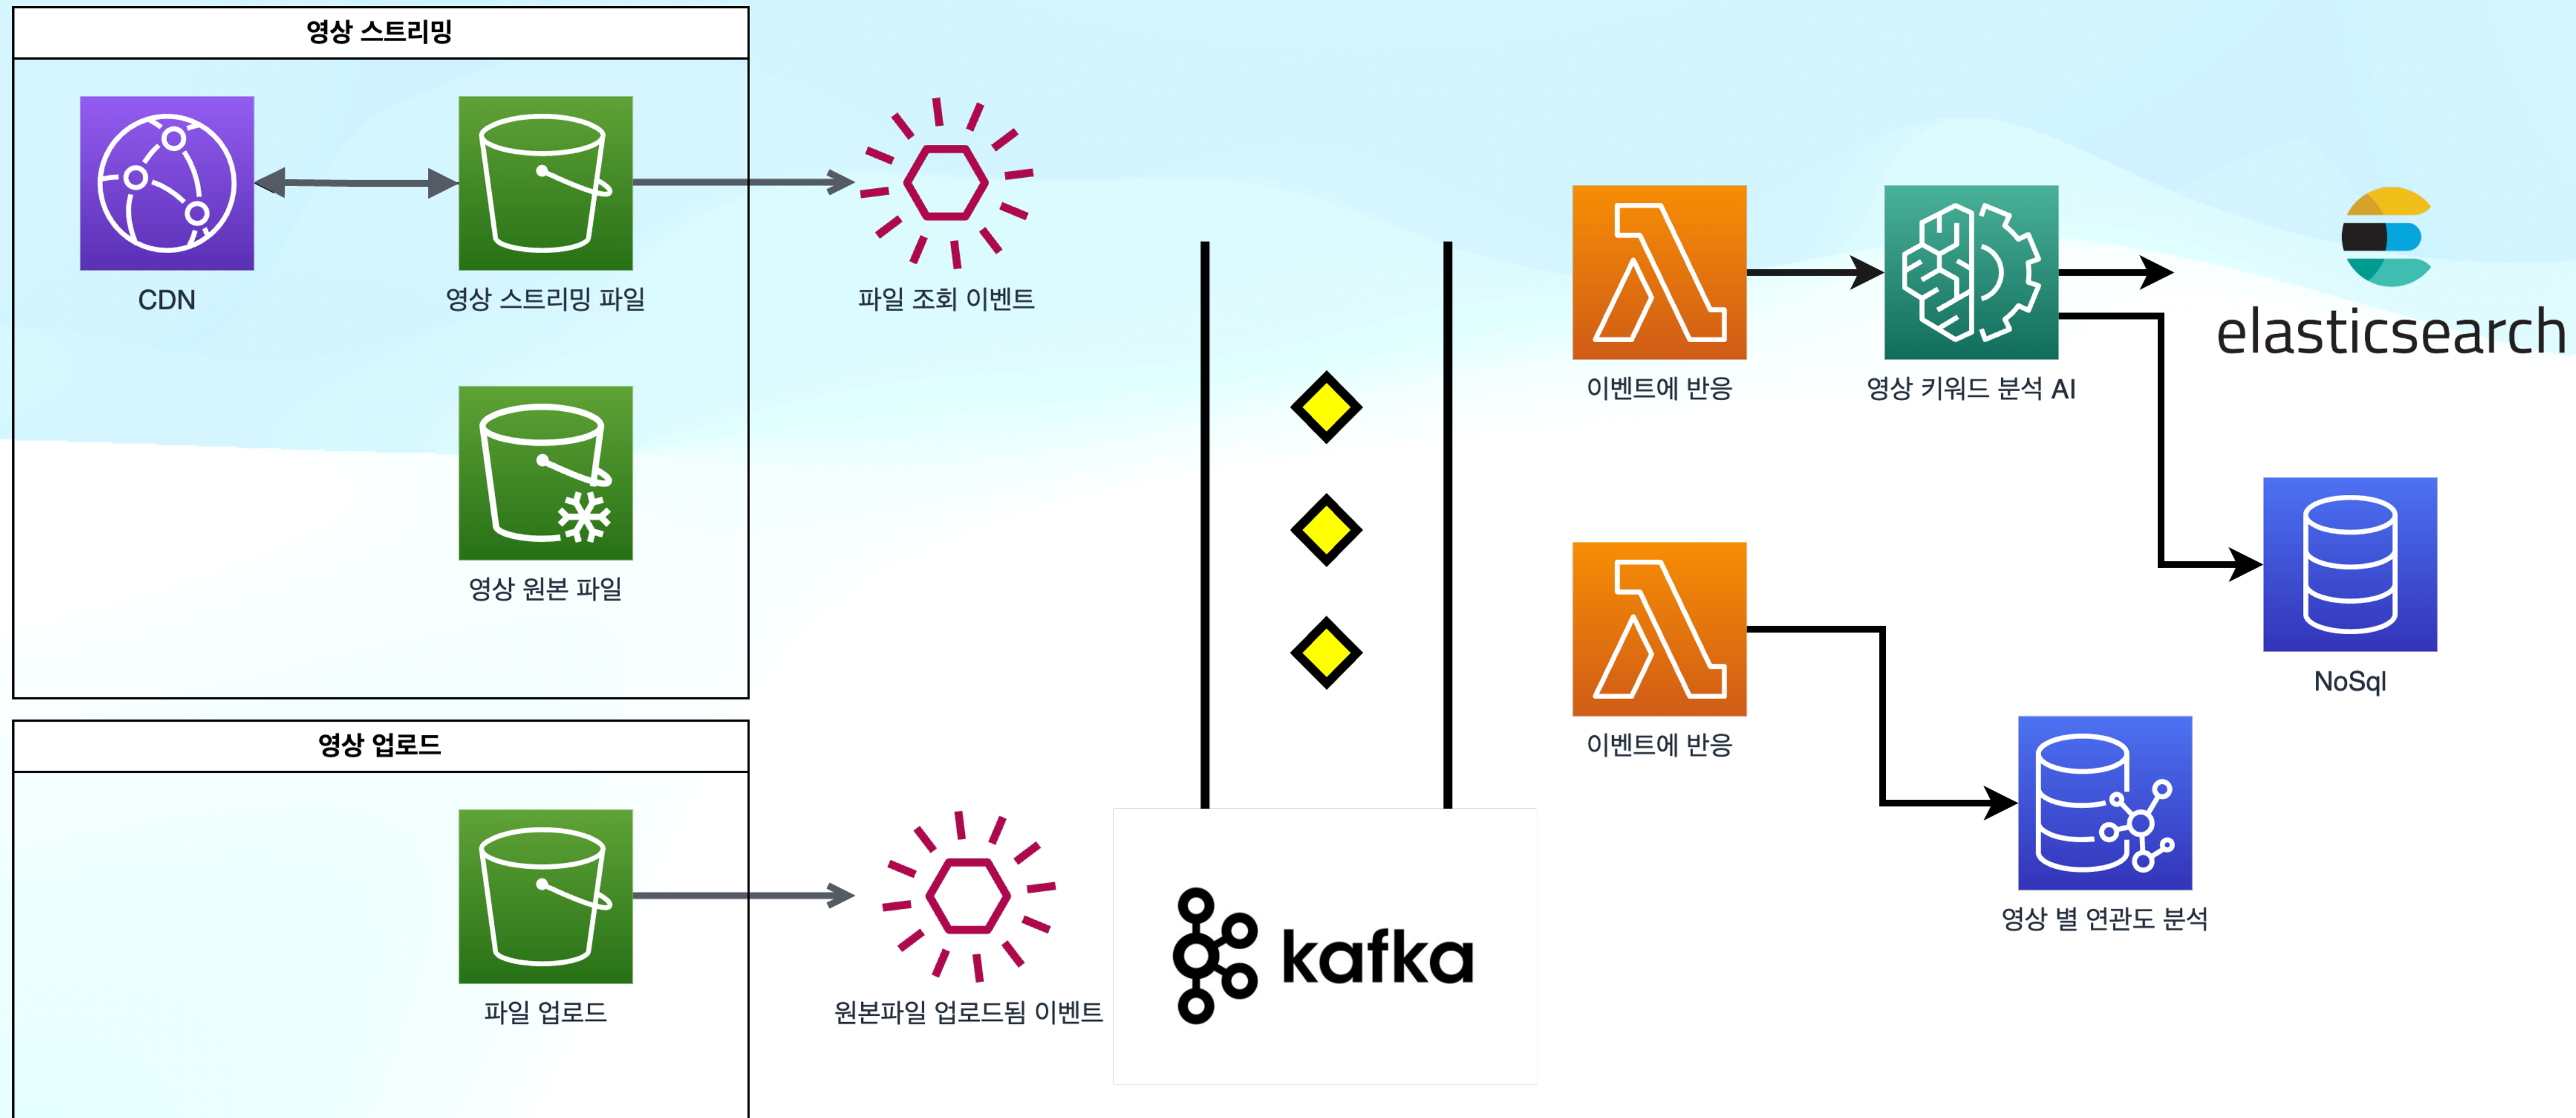 영상 스트리밍
CDN
영상 스트리밍 파일
파일 조회 이벤트
영상 원본 파일
영상 업로드
파일 업로드
원본파일 업로드됨 이벤트
kafka
이벤트에 반응
영상 키워드 분석 AI
elasticsearch
이벤트에 반응
NoSql
영상 별 연관도 분석